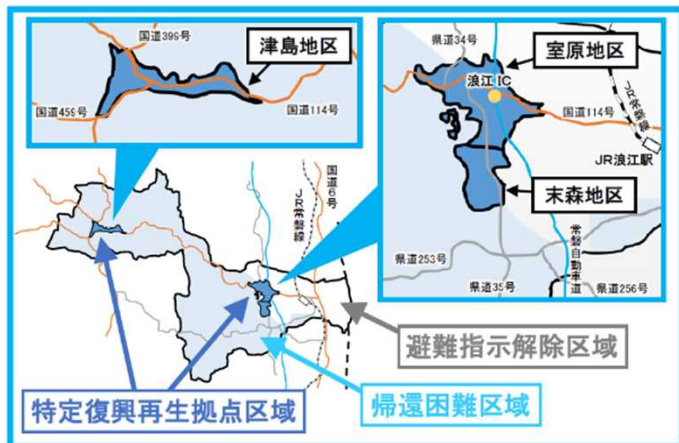 国道399号
津島地区
国道459号
国道114号
県道34号
室原地区
浪江IC
国道114号
JR常磐線
JR浪江駅
末森地区
県道253号
常磐自動車道
県道35号
県道256号
国道6号
JR常磐線
避難指示解除区域
特定復興再生拠点区域
帰還困難区域